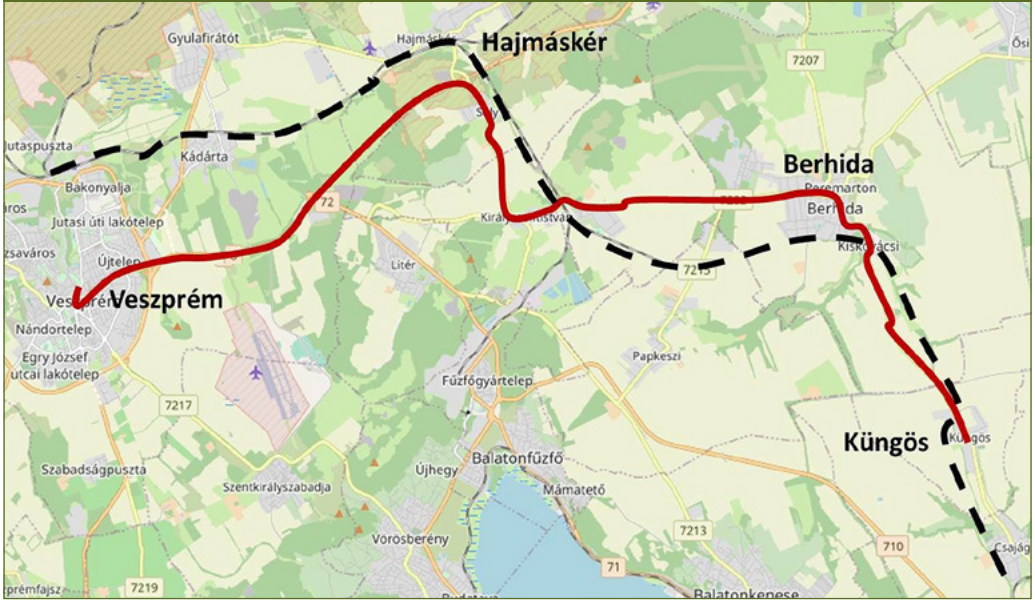 Gyulafirátót
Hajmáskér
Ősi
7207
Jutaspuszta
Kádárta
Berhida
Bakonyalja
Peremarton
Berhida
Jutasi úti lakótelep
72
Kiskovácsi
Litér
Újtelep
7215
Veszprém
Veszprém
Nándortelep
Egry József
utcai lakótelep
Papkeszi
Fűzfőgyártelep
7217
Küngös
Küngös
Szabadságpuszta
Újhegy
Balatonfűzfő
Szentkirályszabadja
Mámatető
7213
Vörösberény
710
Csajág
71
7219
Balatonkenese